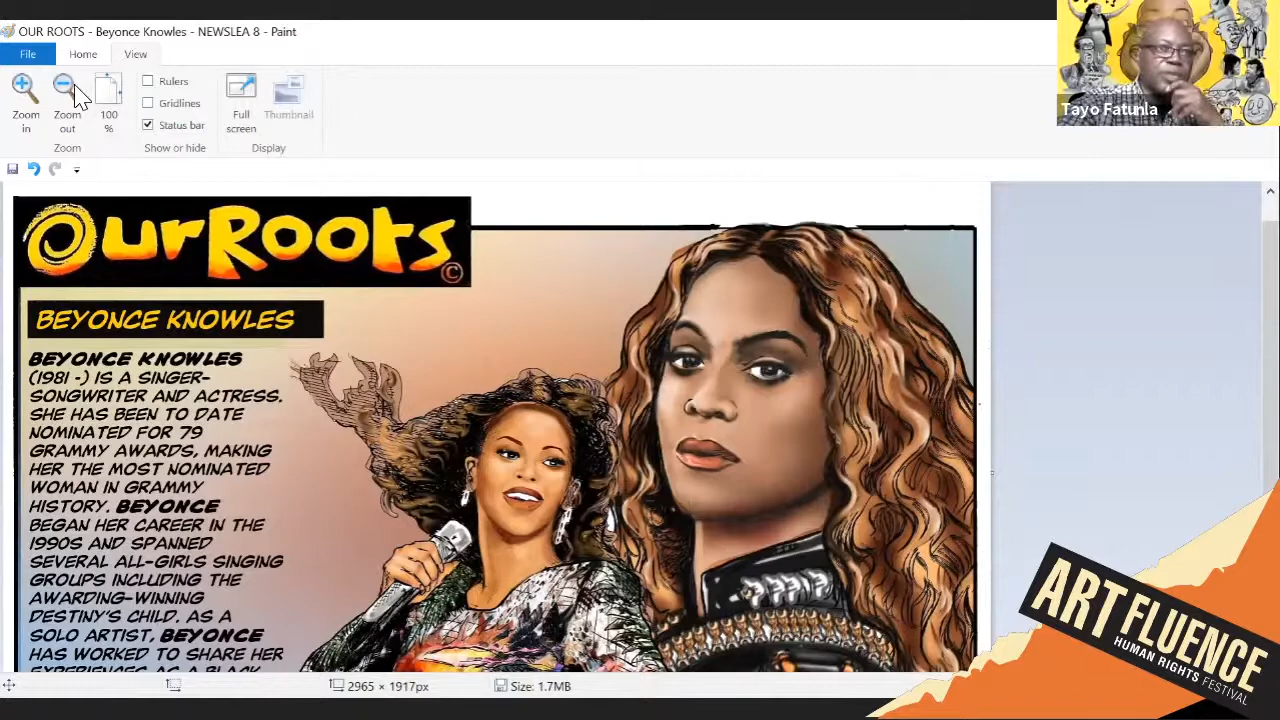 OUR ROOTS - Beyonce Knowles - NEWSLEA 8 - Paint
File
Home
View
Zoom in
Zoom out
100 %
Rulers
Gridlines
Status bar
Full screen
Thumbnail
Zoom
Show or hide
Display
Tayo Fatunla
OurRoots
©
BEYONCE KNOWLES
BEYONCE KNOWLES
(1981 -) IS A SINGER-
SONGWRITER AND ACTRESS.
SHE HAS BEEN TO DATE
NOMINATED FOR 79
GRAMMY AWARDS, MAKING
HER THE MOST NOMINATED
WOMAN IN GRAMMY
HISTORY. BEYONCE
BEGAN HER CAREER IN THE
1990S AND SPANNED
SEVERAL ALL-GIRLS SINGING
GROUPS INCLUDING THE
AWARDING-WINNING
DESTINY'S CHILD. AS A
SOLO ARTIST, BEYONCE
HAS WORKED TO SHARE HER
EXPERIENCES AS A BLACK
ARTFLUENCE
HUMAN RIGHTS FESTIVAL
2965 × 1917px
Size: 1.7MB